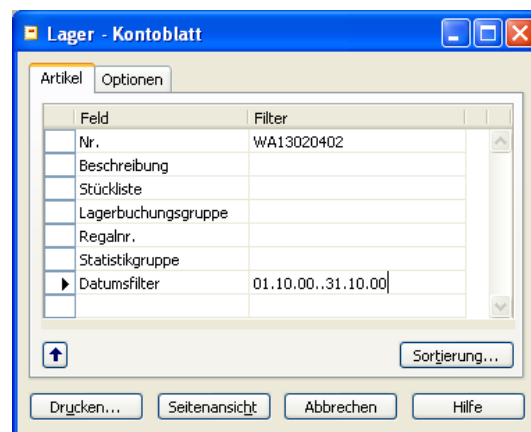 Lager - Kontoblatt
Artikel Optionen
Feld Filter
Nr. WA13020402
Beschreibung
Stückliste
Lagerbuchungsgruppe
Regalnr.
Statistikgruppe
Datumsfilter 01.10.00..31.10.00
Sortierung...
Drucken... Seitenansicht Abbrechen Hilfe